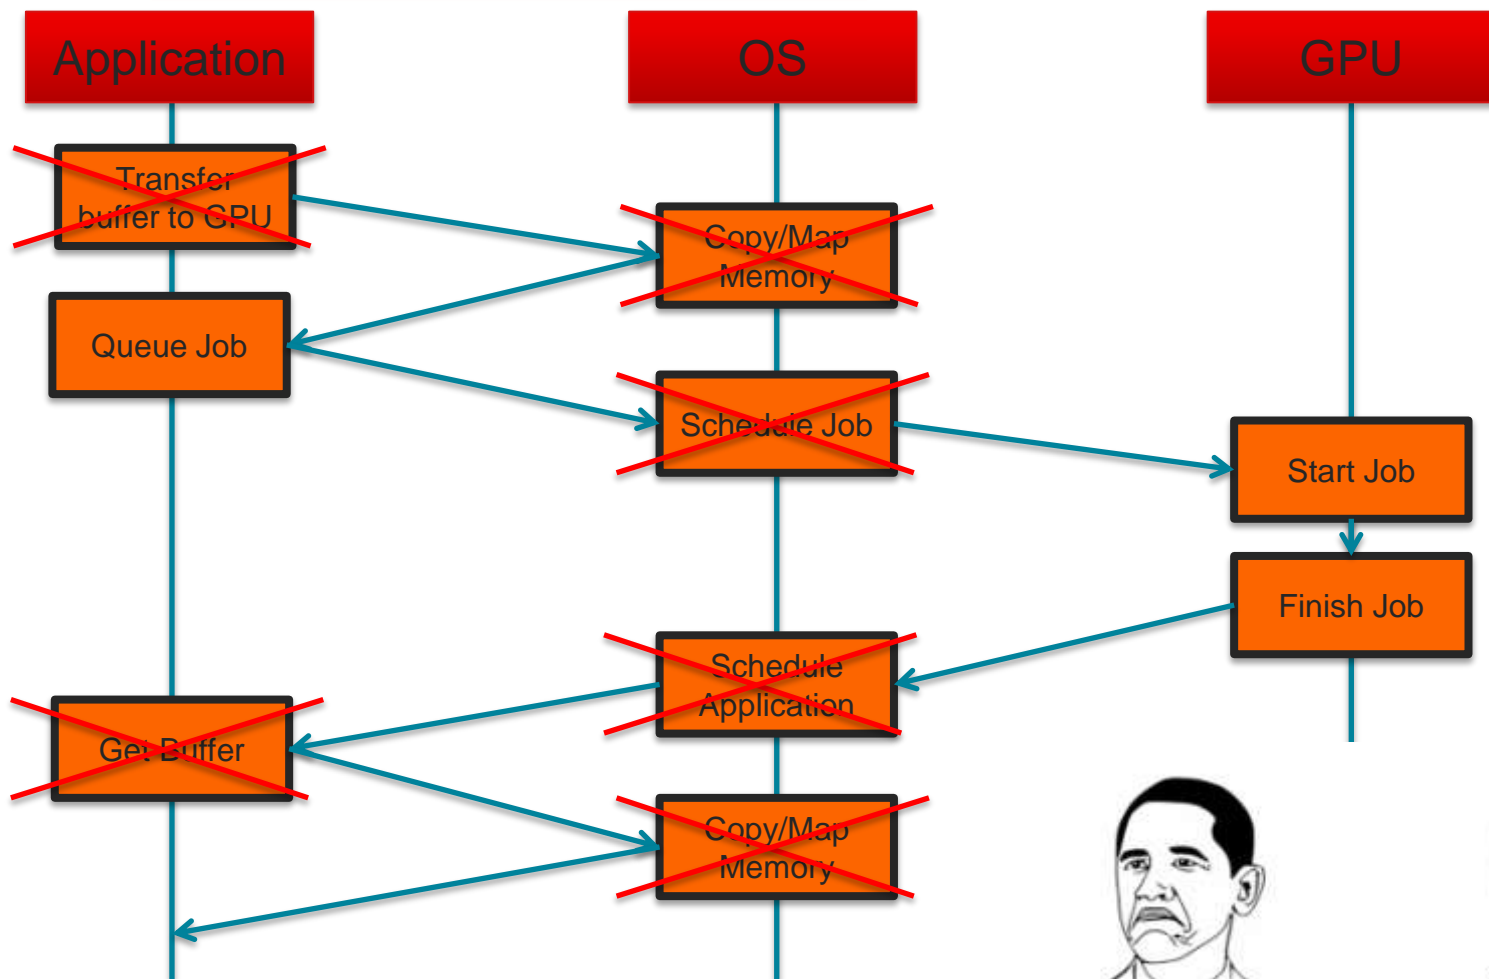 Application
OS
GPU
Transfer
buffer to GPU
Copy/Map
Memory
Queue Job
Schedule Job
Start Job
Finish Job
Schedule
Application
Get Buffer
Copy/Map
Memory